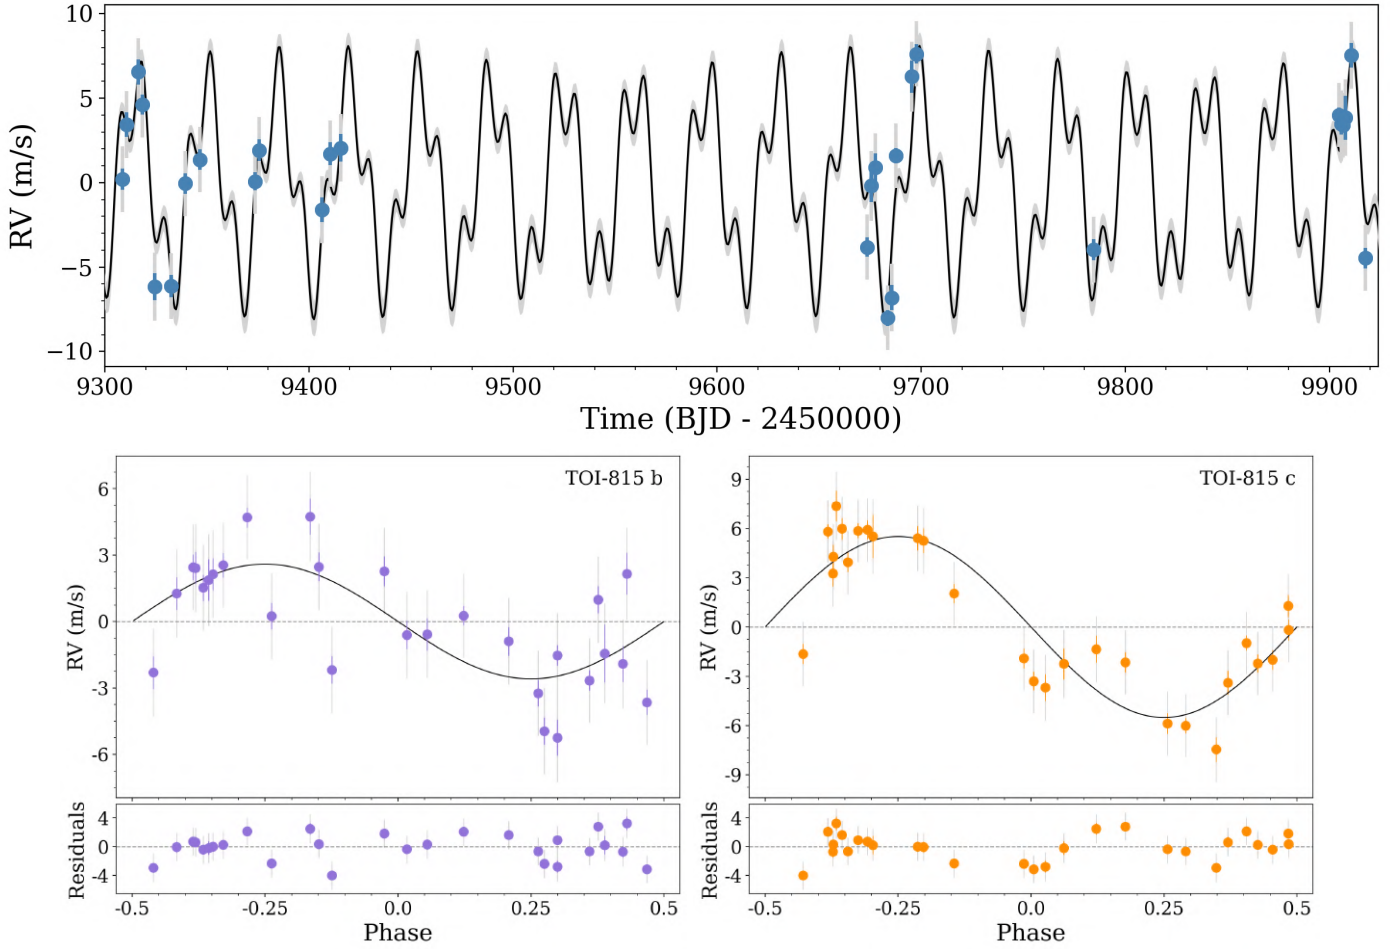 10
5
0
−5
−10
RV (m/s)
9300 9400 9500 9600 9700 9800 9900
Time (BJD - 2450000)
TOI-815 b
6
3
0
-3
-6
RV (m/s)
4
0
-4
Residuals
-0.5 -0.25 0.0 0.25 0.5
Phase
TOI-815 c
9
6
3
0
-3
-6
-9
RV (m/s)
4
0
-4
Residuals
-0.5 -0.25 0.0 0.25 0.5
Phase